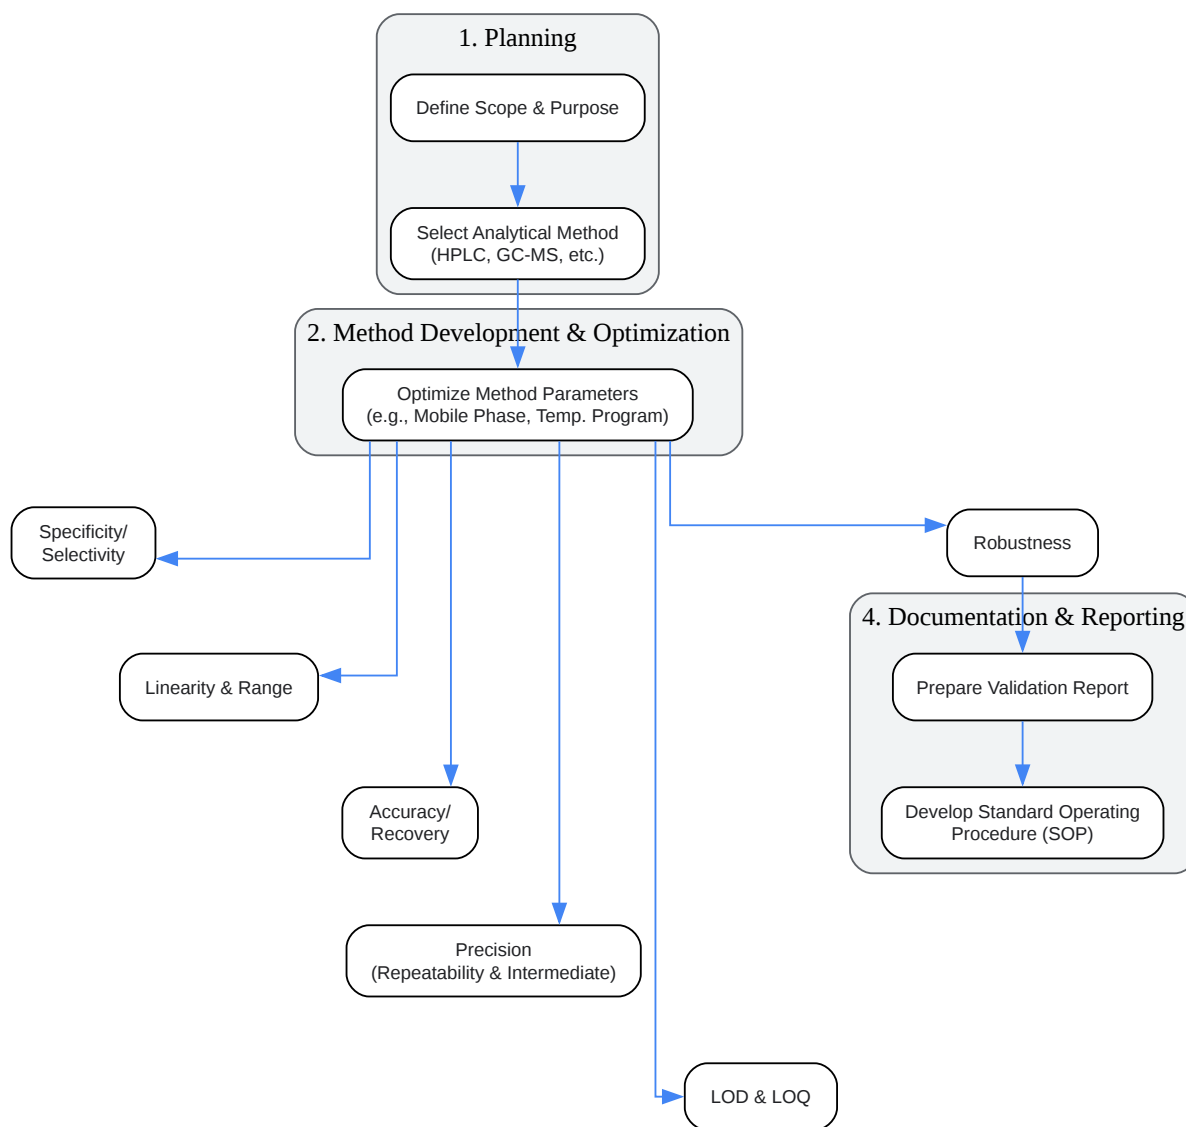 1. Planning
Define Scope & Purpose
Select Analytical Method
(HPLC, GC-MS, etc.)
2. Method Development & Optimization
Optimize Method Parameters
(e.g., Mobile Phase, Temp. Program)
Specificity/
Selectivity
Robustness
4. Documentation & Reporting
Linearity & Range
Prepare Validation Report
Accuracy/
Recovery
Develop Standard Operating
Procedure (SOP)
Precision
(Repeatability & Intermediate)
LOD & LOQ